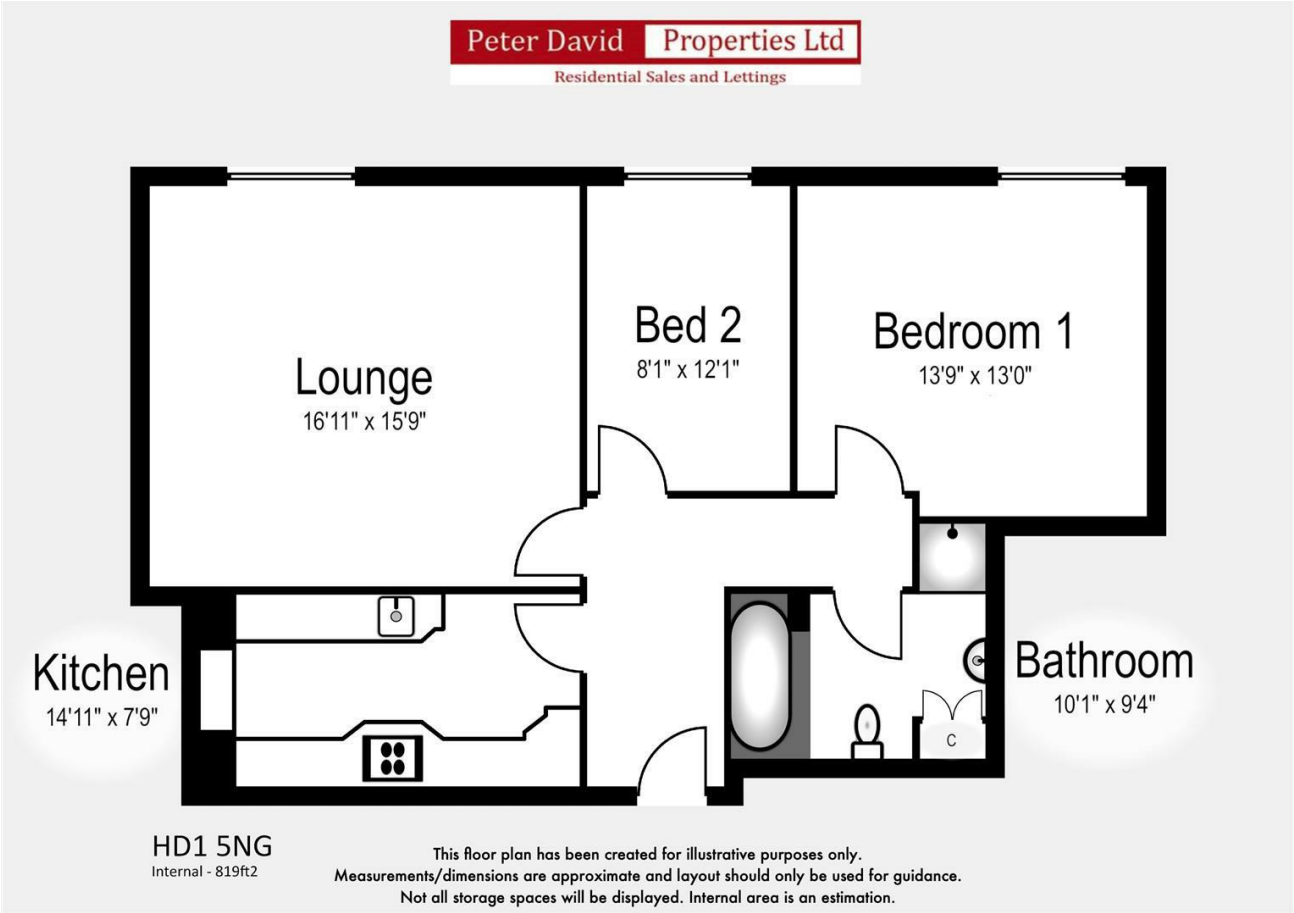 Peter David Properties Ltd
Residential Sales and Lettings
Lounge
16'11" x 15'9"
Bed 2
8'1" x 12'1"
Bedroom 1
13'9" x 13'0"
Kitchen
14'11" x 7'9"
Bathroom
10'1" x 9'4"
C
HD1 5NG
Internal - 819ft2
This floor plan has been created for illustrative purposes only.
Measurements/dimensions are approximate and layout should only be used for guidance.
Not all storage spaces will be displayed. Internal area is an estimation.